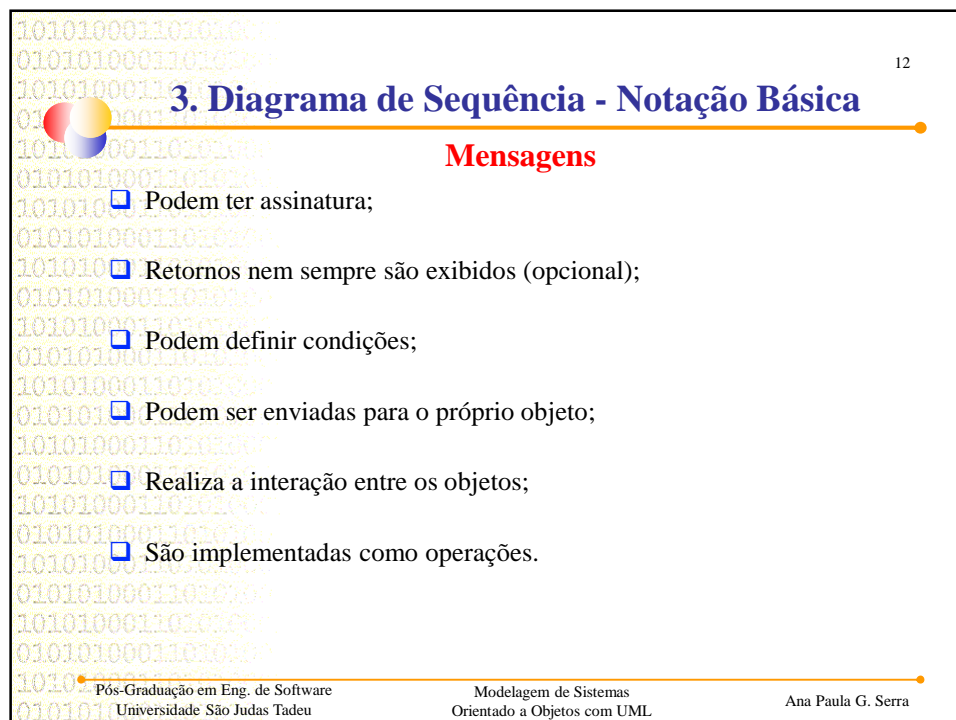 12
3. Diagrama de Sequência - Notação Básica
Mensagens
Podem ter assinatura;
Retornos nem sempre são exibidos (opcional);
Podem definir condições;
Podem ser enviadas para o próprio objeto;
Realiza a interação entre os objetos;
São implementadas como operações.
Pós-Graduação em Eng. de Software
Universidade São Judas Tadeu
Modelagem de Sistemas
Orientado a Objetos com UML
Ana Paula G. Serra